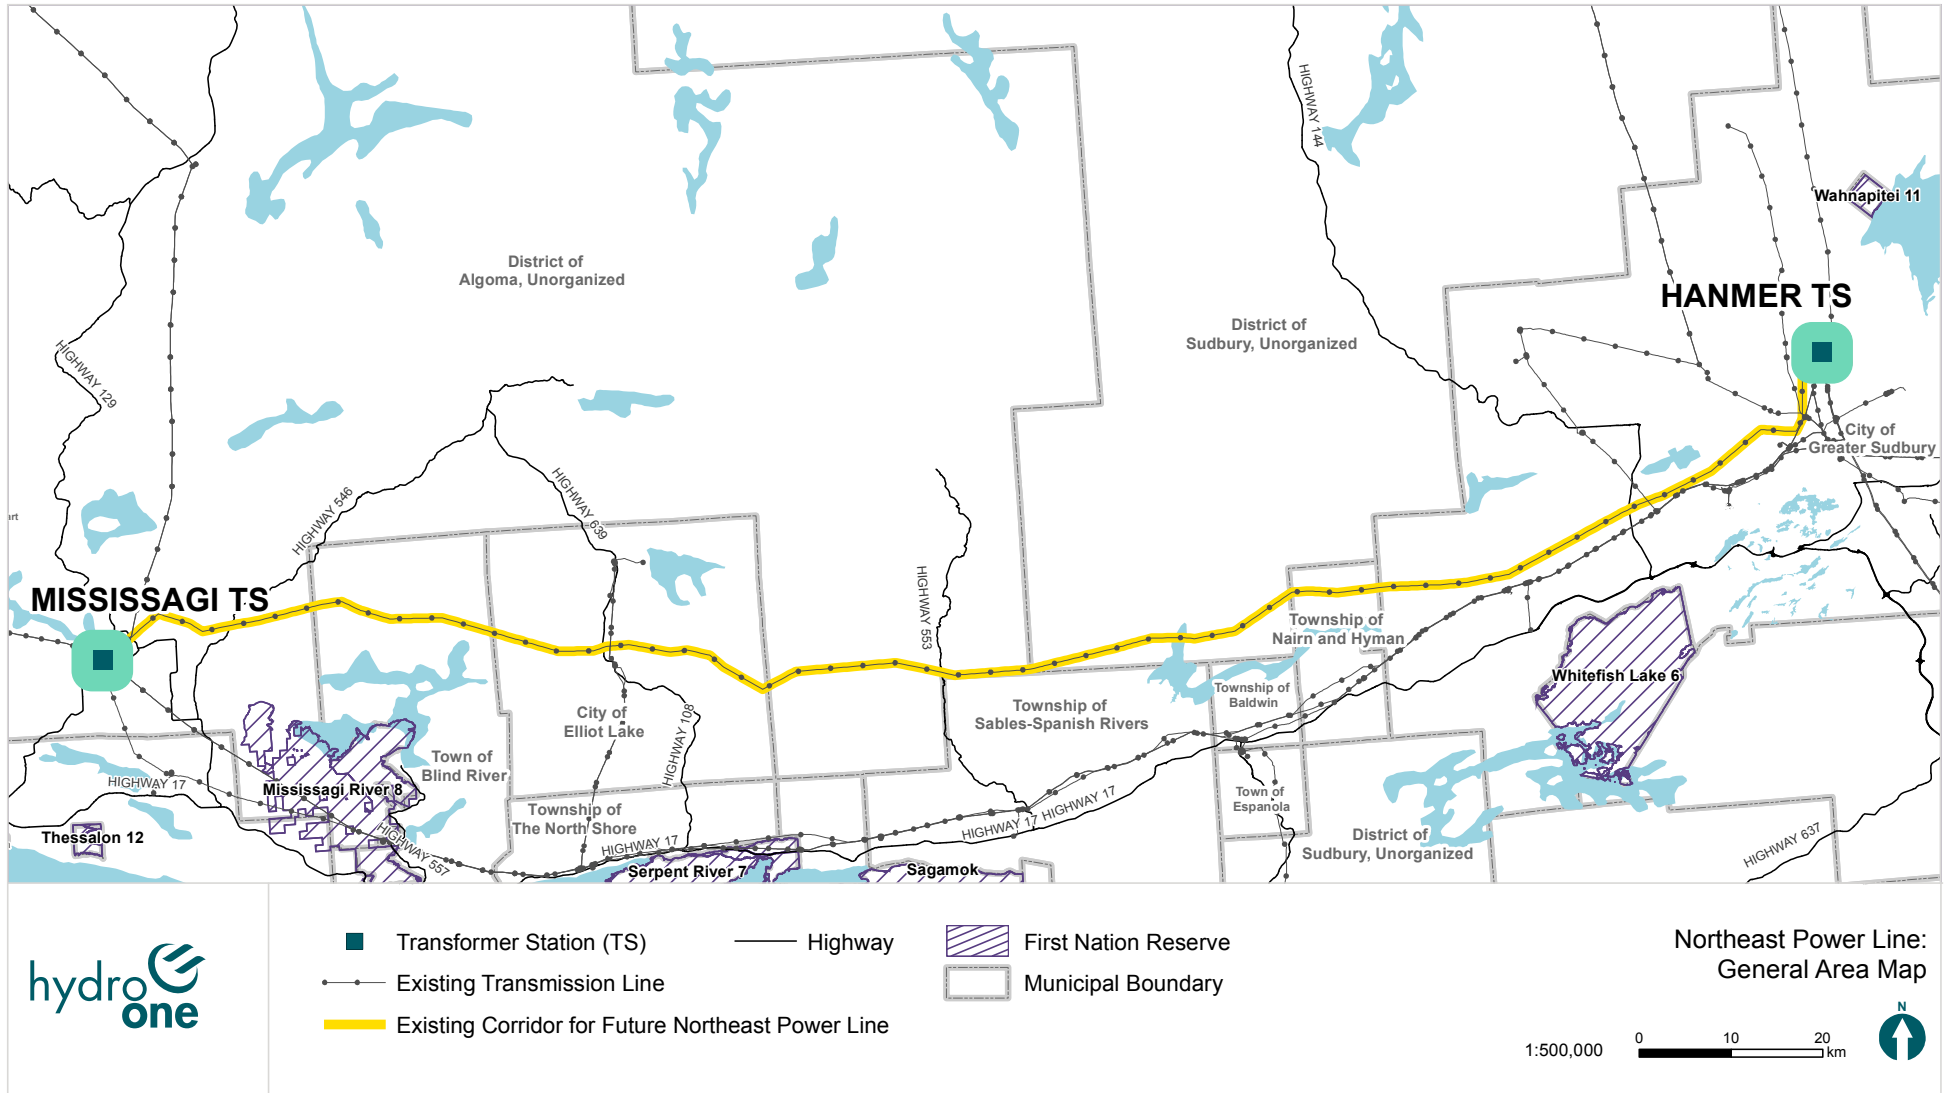 HIGHWAY 144
Wahnapitei 11
District of
Algoma, Unorganized
HANMER TS
District of
Sudbury, Unorganized
HIGHWAY 129
City of
Greater Sudbury
HIGHWAY 546
HIGHWAY 639
MISSISSAGI TS
HIGHWAY 553
Township of
Nairn and Hyman
Whitefish Lake 6
Township of
Baldwin
Township of
Sables-Spanish Rivers
City of
Elliot Lake
HIGHWAY 108
Town of
Blind River
HIGHWAY 17
Mississagi River 8
Town of
Espanola
Township of
The North Shore
HIGHWAY 17
HIGHWAY 17
HIGHWAY 17
Thessalon 12
HIGHWAY 557
District of
Sudbury, Unorganized
HIGHWAY 637
Serpent River 7
Sagamok
hydro
one
Transformer Station (TS)
Existing Transmission Line
Existing Corridor for Future Northeast Power Line
Highway
First Nation Reserve
Municipal Boundary
Northeast Power Line:
General Area Map
1:500,000
0 10 20
km
N